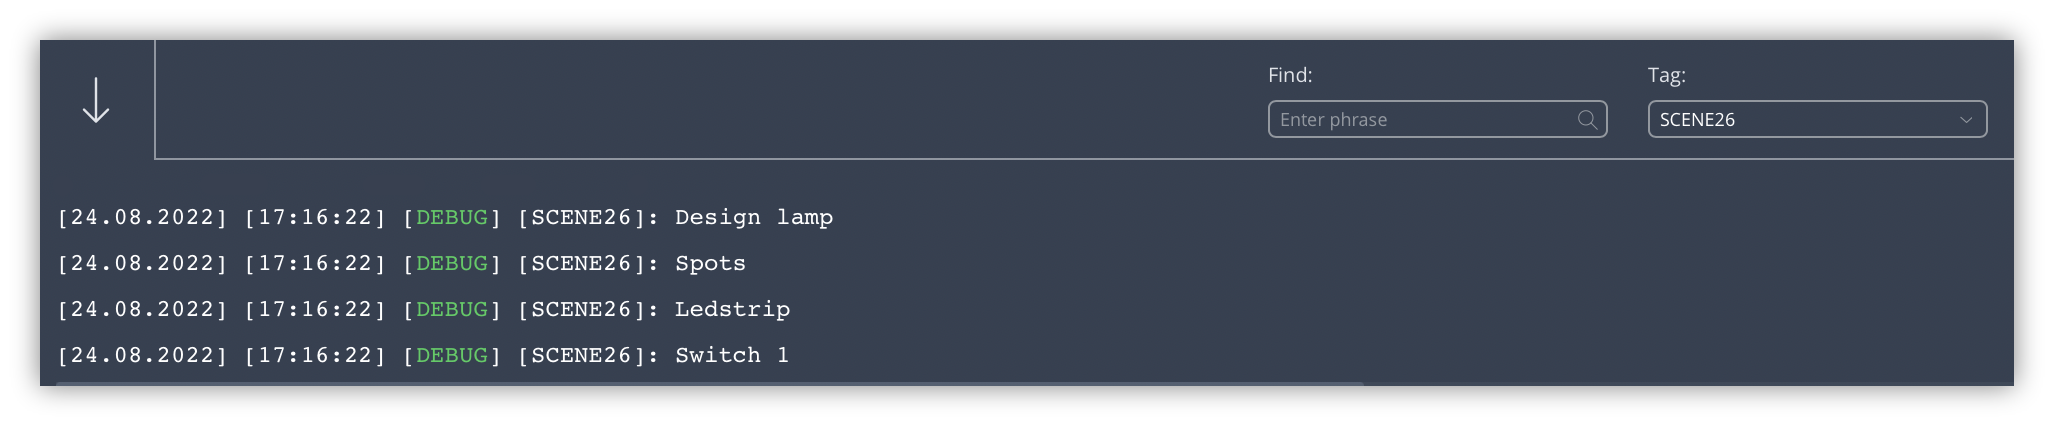 Find:
Tag:
Enter phrase
SCENE26
[24.08.2022] [17:16:22] [DEBUG] [SCENE26]: Design lamp
[24.08.2022] [17:16:22] [DEBUG] [SCENE26]: Spots
[24.08.2022] [17:16:22] [DEBUG] [SCENE26]: Ledstrip
[24.08.2022] [17:16:22] [DEBUG] [SCENE26]: Switch 1